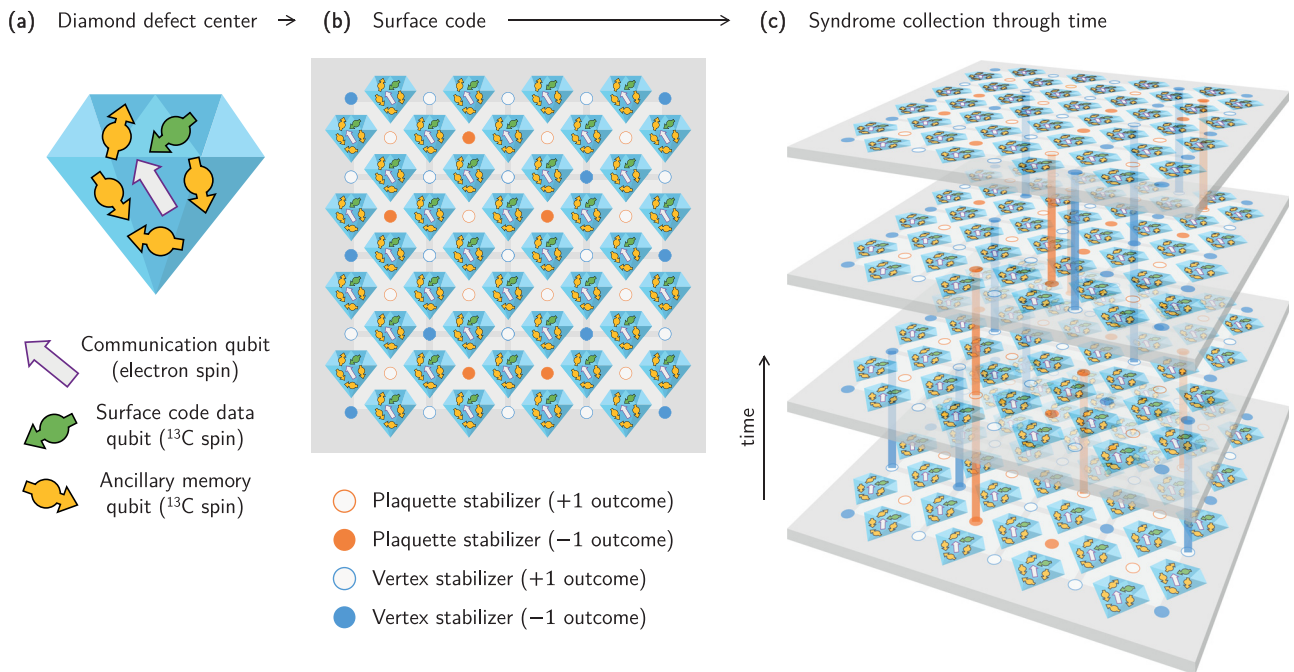 (a) Diamond defect center
(b) Surface code
(c) Syndrome collection through time
Communication qubit
(electron spin)
Surface code data
qubit (¹³C spin)
Ancillary memory
qubit (¹³C spin)
Plaquette stabilizer (+1 outcome)
Plaquette stabilizer (−1 outcome)
Vertex stabilizer (+1 outcome)
Vertex stabilizer (−1 outcome)
time